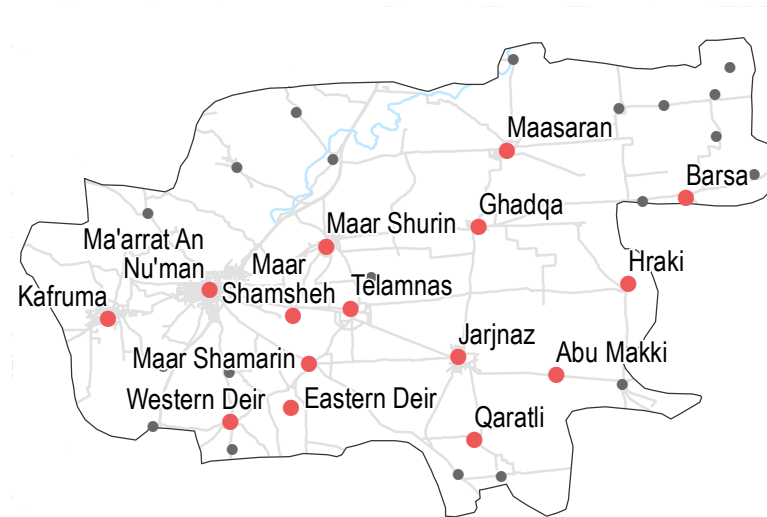 Maasaran
Barsa
Ghadqa
Maar Shurin
Ma'arrat An
Nu'man
Maar
Shamsheh
Hraki
Telamnas
Kafruma
Jarjnaz
Abu Makki
Maar Shamarin
Western Deir
Eastern Deir
Qaratli